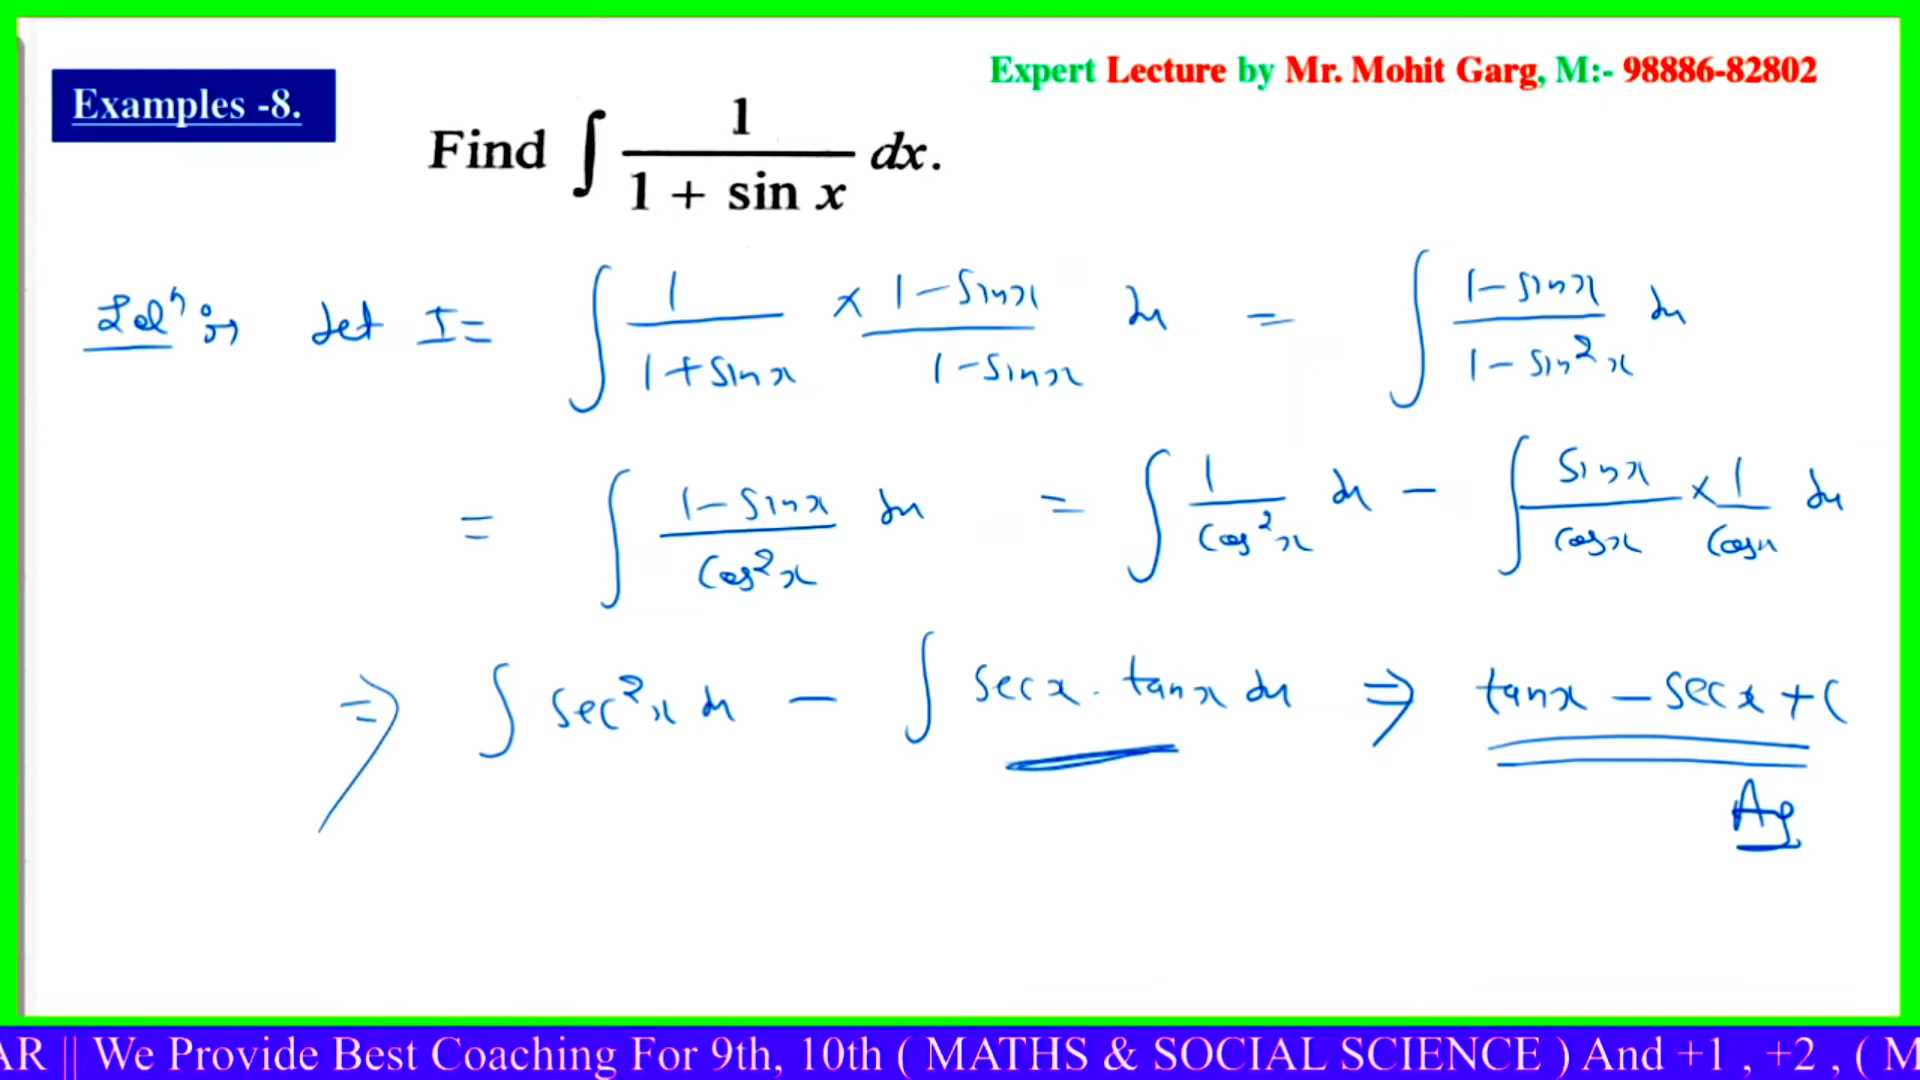 Expert Lecture by Mr. Mohit Garg, M:- 98886-82802
Examples -8.
Find ∫ 1/(1 + sin x) dx.
Solⁿ :→ Let I = ∫ 1/(1+sinx) × (1-sinx)/(1-sinx) dx = ∫ (1-sinx)/(1-sin²x) dx
= ∫ (1-sinx)/(cos²x) dx = ∫ 1/(cos²x) dx - ∫ sinx/cosx × 1/cosx dx
⇒ ∫ sec²x dx - ∫ secx . tanx dx ⇒ tanx - secx + C
AR || We Provide Best Coaching For 9th, 10th ( MATHS & SOCIAL SCIENCE ) And +1 , +2 , ( M